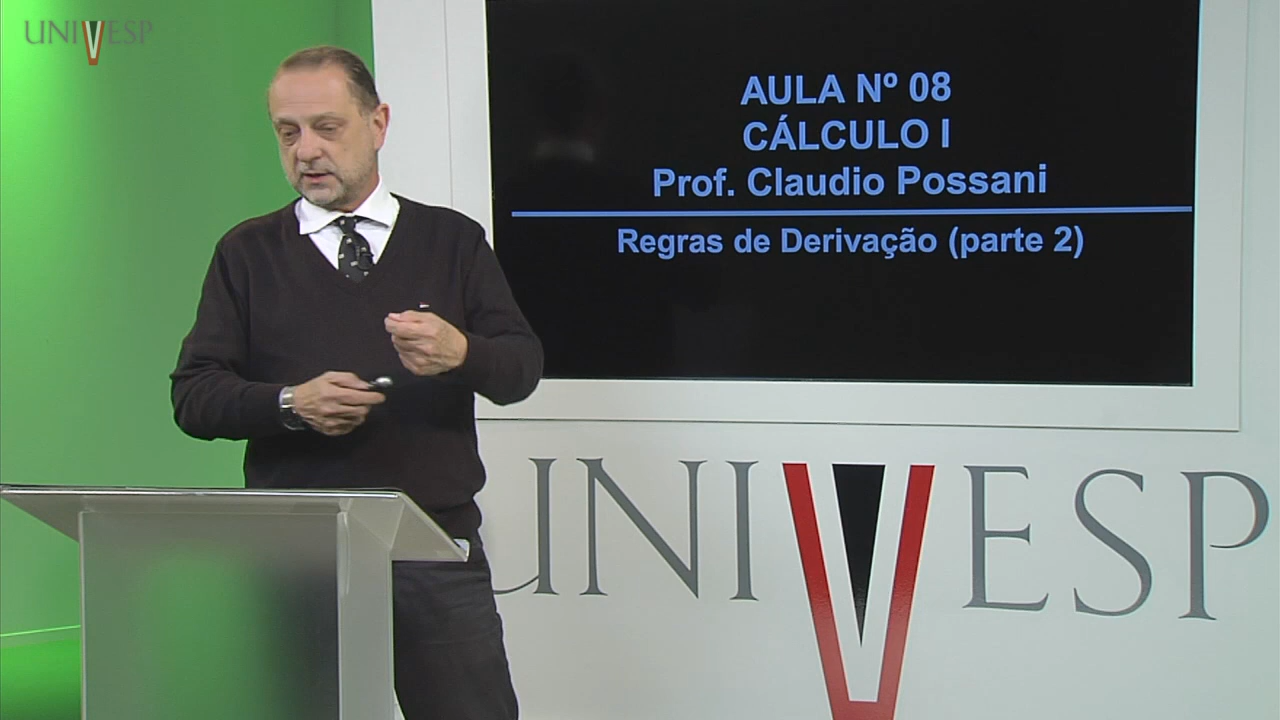 UNIVESP
AULA Nº 08
CÁLCULO I
Prof. Claudio Possani
Regras de Derivação (parte 2)
UNIVESP